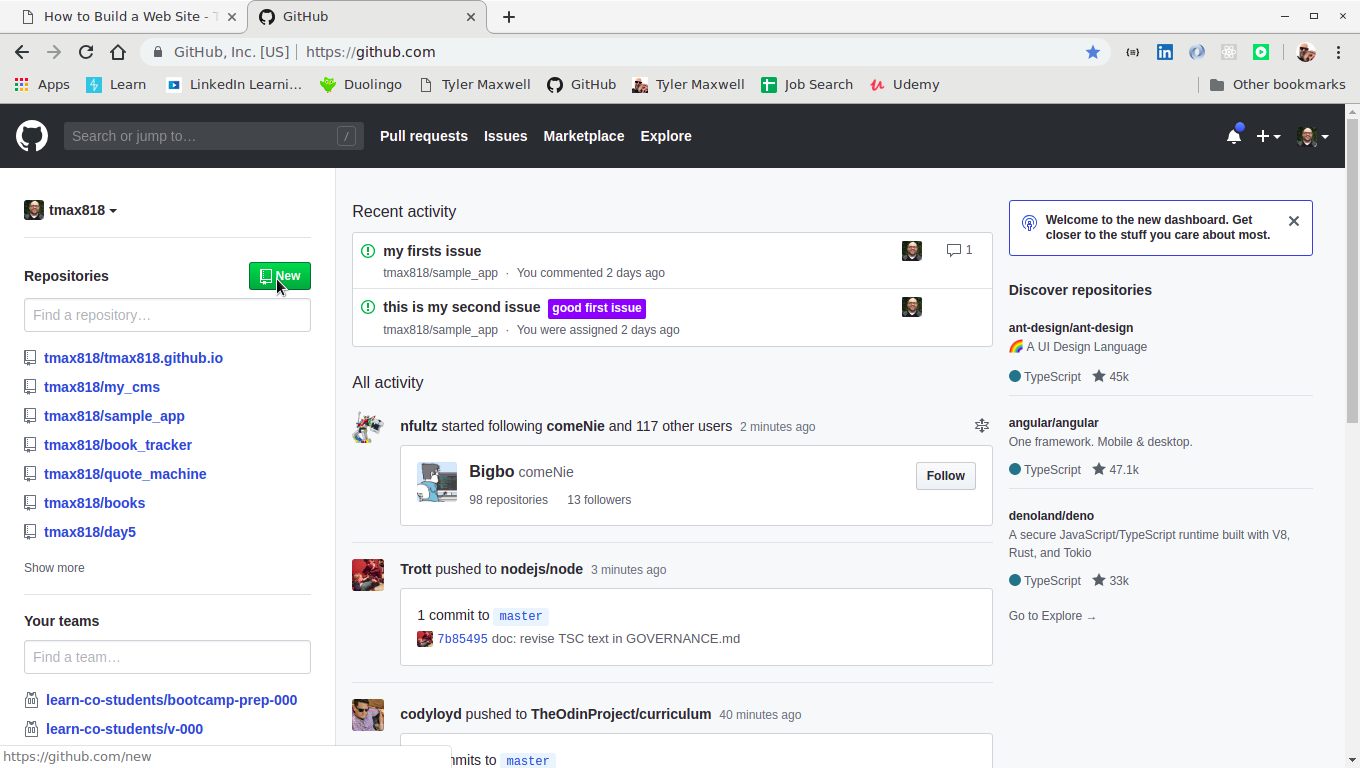 How to Build a Web Site -
GitHub
GitHub, Inc. [US] | https://github.com
Apps Learn LinkedIn Learni... Duolingo Tyler Maxwell GitHub Tyler Maxwell Job Search Udemy Other bookmarks
Search or jump to... / Pull requests Issues Marketplace Explore
tmax818
Repositories New
Find a repository...
tmax818/tmax818.github.io
tmax818/my_cms
tmax818/sample_app
tmax818/book_tracker
tmax818/quote_machine
tmax818/books
tmax818/day5
Show more
Your teams
Find a team...
learn-co-students/bootcamp-prep-000
learn-co-students/v-000
https://github.com/new
Recent activity
my firsts issue 1
tmax818/sample_app · You commented 2 days ago
this is my second issue good first issue
tmax818/sample_app · You were assigned 2 days ago
All activity
nfultz started following comeNie and 117 other users 2 minutes ago
Bigbo comeNie
Follow
98 repositories 13 followers
Trott pushed to nodejs/node 3 minutes ago
1 commit to master
7b85495 doc: revise TSC text in GOVERNANCE.md
codyloyd pushed to TheOdinProject/curriculum 40 minutes ago
to master
Welcome to the new dashboard. Get
closer to the stuff you care about most.
Discover repositories
ant-design/ant-design
🌈 A UI Design Language
TypeScript 45k
angular/angular
One framework. Mobile & desktop.
TypeScript 47.1k
denoland/deno
A secure JavaScript/TypeScript runtime built with V8,
Rust, and Tokio
TypeScript 33k
Go to Explore →